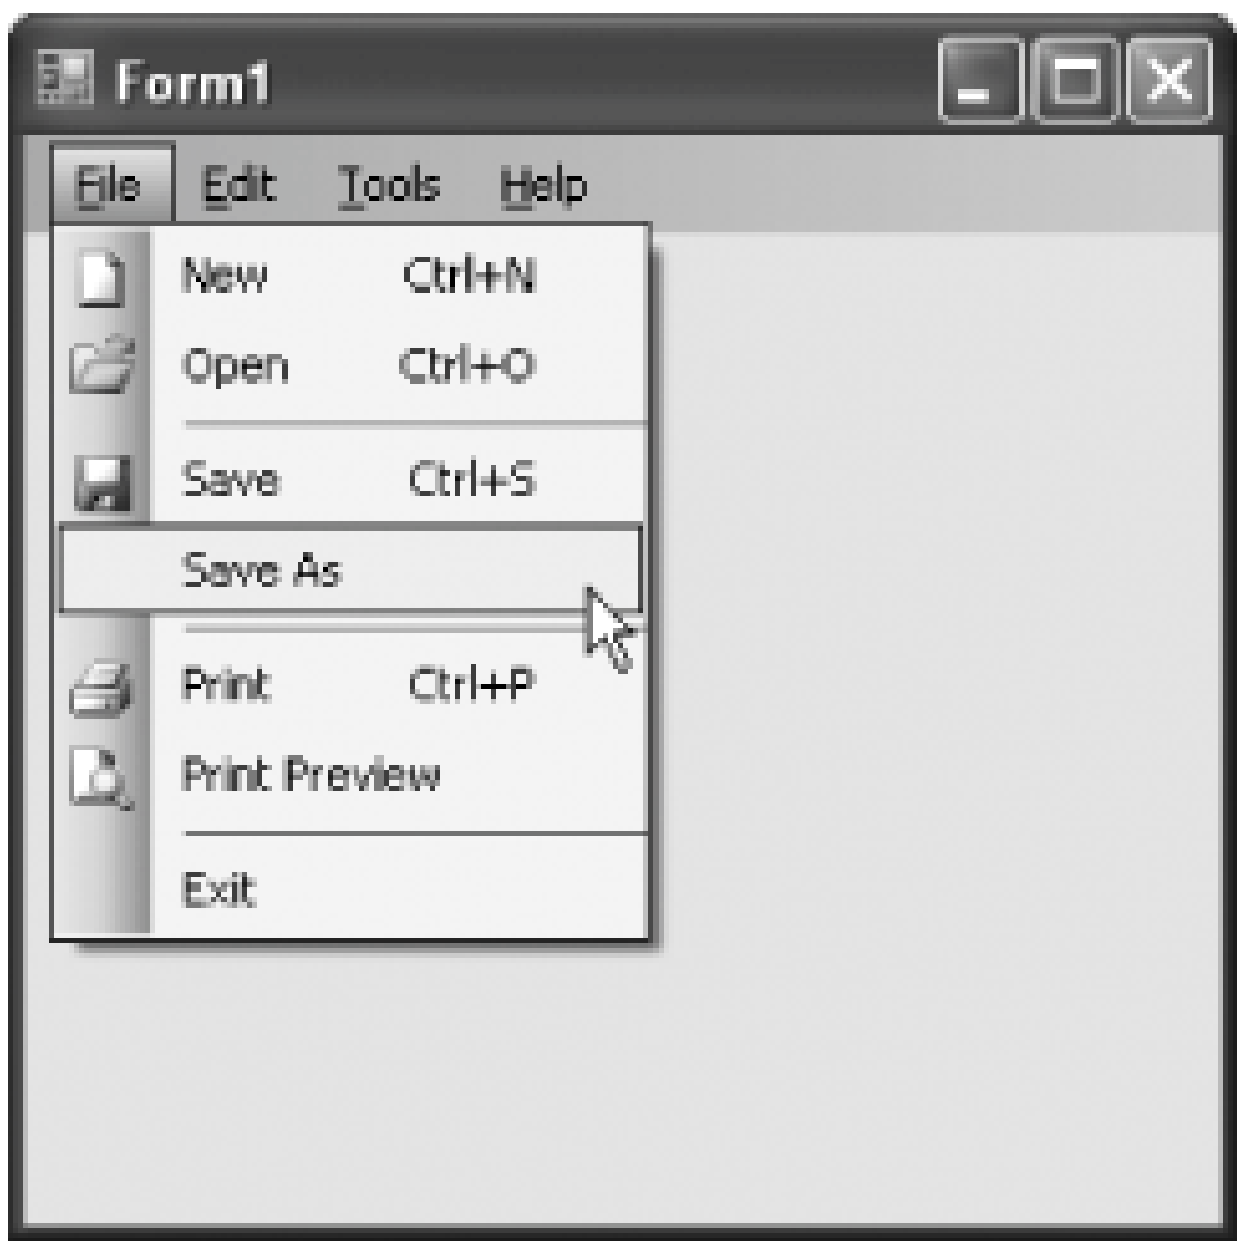 Form1
File Edit Tools Help
New Ctrl+N
Open Ctrl+O
Save Ctrl+S
Save As
Print Ctrl+P
Print Preview
Exit